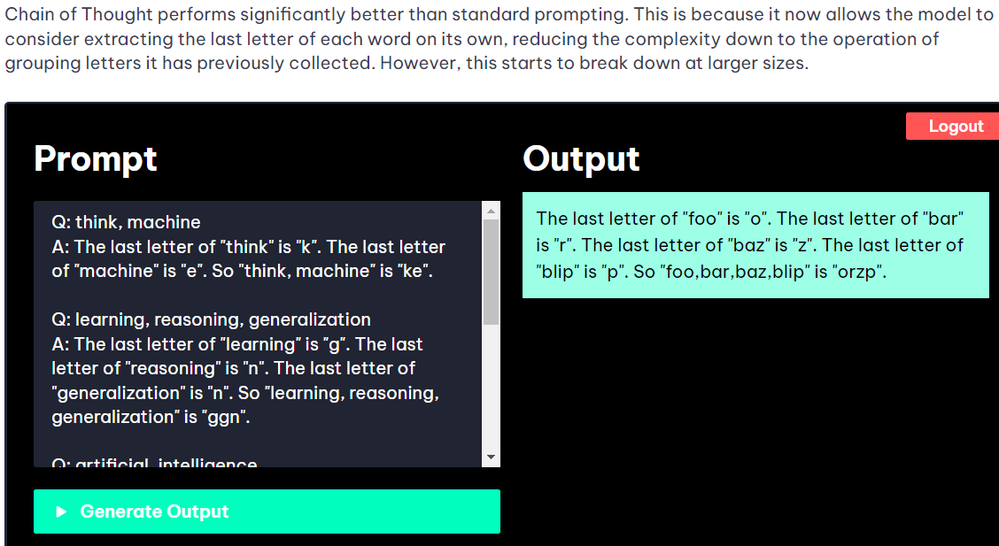 Chain of Thought performs significantly better than standard prompting. This is because it now allows the model to
consider extracting the last letter of each word on its own, reducing the complexity down to the operation of
grouping letters it has previously collected. However, this starts to break down at larger sizes.
Logout
Prompt
Q: think, machine
A: The last letter of "think" is "k". The last letter
of "machine" is "e". So "think, machine" is "ke".
Q: learning, reasoning, generalization
A: The last letter of "learning" is "g". The last
letter of "reasoning" is "n". The last letter of
"generalization" is "n". So "learning, reasoning,
generalization" is "ggn".
Q: artificial, intelligence
Generate Output
Output
The last letter of "foo" is "o". The last letter of "bar"
is "r". The last letter of "baz" is "z". The last letter of
"blip" is "p". So "foo,bar,baz,blip" is "orzp".